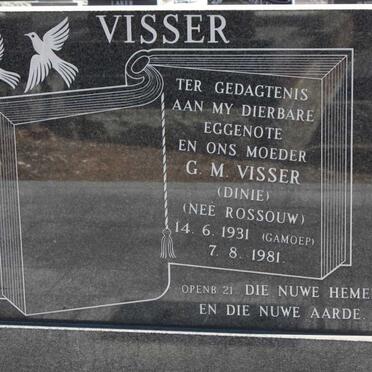 VISSER
TER GEDAGTENIS
AAN MY DIERBARE
EGGENOTE
EN ONS MOEDER
G. M. VISSER
(DINIE)
(NEÉ ROSSOUW)
14. 6. 1931 (GAMOEP)
7. 8. 1981.
OPENB 21. DIE NUWE HEME
EN DIE NUWE AARDE.